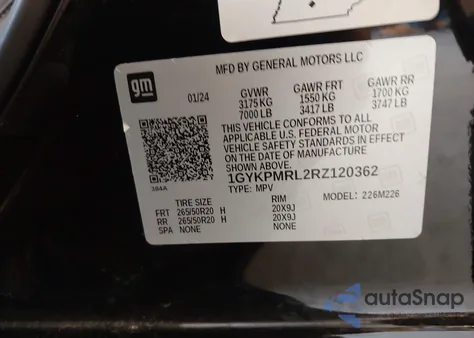 MFD BY GENERAL MOTORS LLC
gm
01/24 GVWR GAWR FRT GAWR RR
3175 KG 1550 KG 1700 KG
7000 LB 3417 LB 3747 LB
THIS VEHICLE CONFORMS TO ALL
APPLICABLE U.S. FEDERAL MOTOR
VEHICLE SAFETY STANDARDS IN EFFECT
ON THE DATE OF MANUFACTURE
SHOWN ABOVE.
1GYKPMRL2RZ120362
3B4A TYPE: MPV MODEL: 226M226
TIRE SIZE RIM
FRT 265/50R20 H 20X9J
RR 265/50R20 H 20X9J
SPA NONE NONE
autoSnap